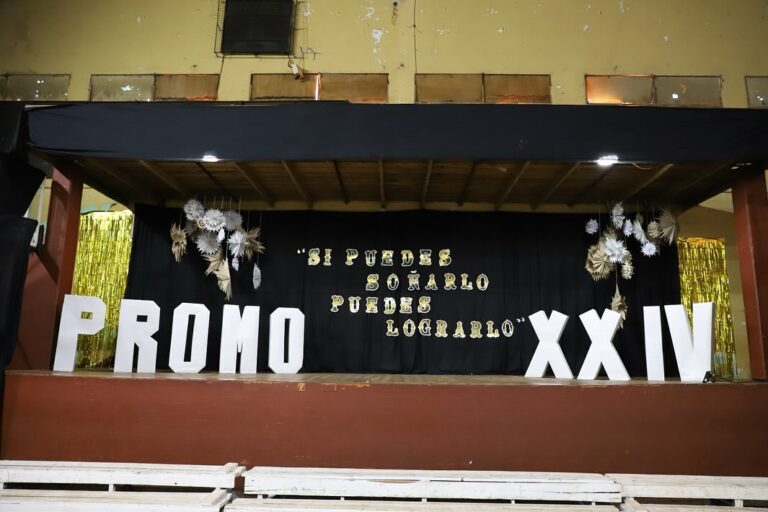 "SI PUEDES
SOÑARLO
PUEDES
LOGRARLO"
PROMO XXIV